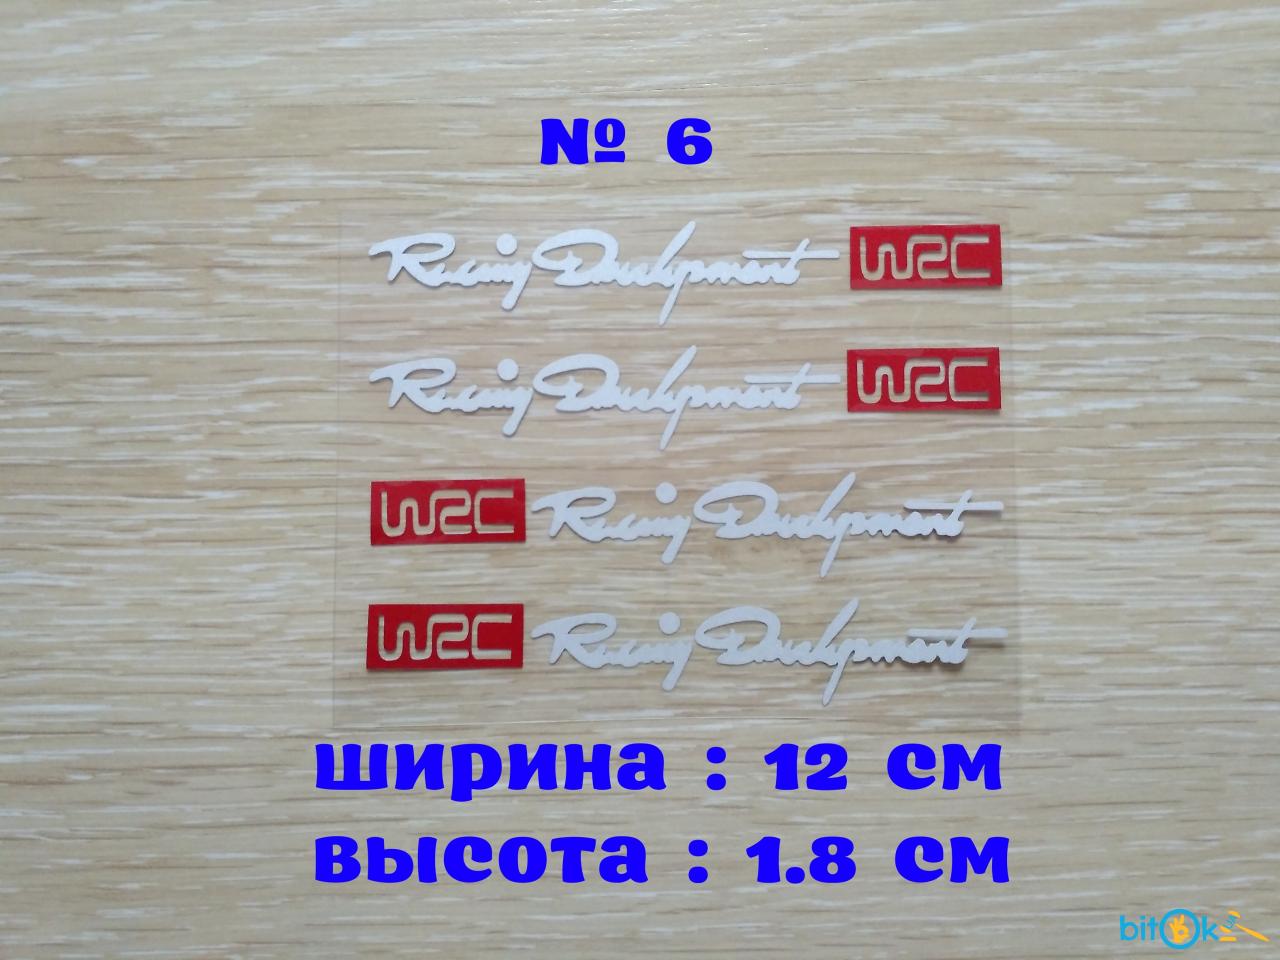 № 6
Racing Development WRC
Racing Development WRC
WRC Racing Development
WRC Racing Development
ширина : 12 см
высота : 1.8 см
bitOk